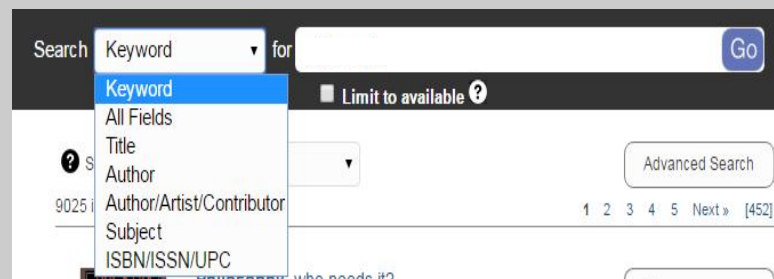 Search Keyword for Go
Keyword
Limit to available ?
All Fields
Title
? S
Author
Advanced Search
Author/Artist/Contributor
9025 i
1 2 3 4 5 Next » [452]
Subject
ISBN/ISSN/UPC
who needs it?